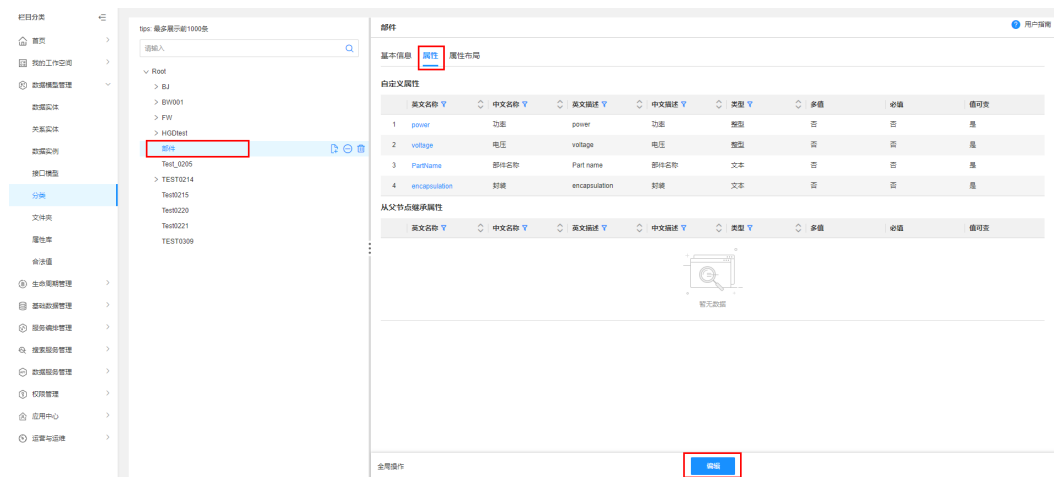 栏目分类
首页
我的工作空间
数据模型管理
数据实体
关系实体
数据实例
接口模型
分类
文件夹
属性库
合法值
生命周期管理
基础数据管理
服务编排管理
搜索服务管理
数据服务管理
权限管理
应用中心
运营与运维
tips: 最多展示前1000条
请输入
Root
BJ
BW001
FW
HGDtest
部件
Test_0205
TEST0214
Test0215
Test0220
Test0221
TEST0309
部件
用户指南
基本信息 属性 属性布局
自定义属性
英文名称 中文名称 英文描述 中文描述 类型 多值 必填 值可变
1 power 功率 power 功率 整型 否 否 是
2 voltage 电压 voltage 电压 整型 否 否 是
3 PartName 部件名称 Part name 部件名称 文本 否 否 是
4 encapsulation 封装 encapsulation 封装 文本 否 否 是
从父节点继承属性
英文名称 中文名称 英文描述 中文描述 类型 多值 必填 值可变
暂无数据
全局操作
编辑